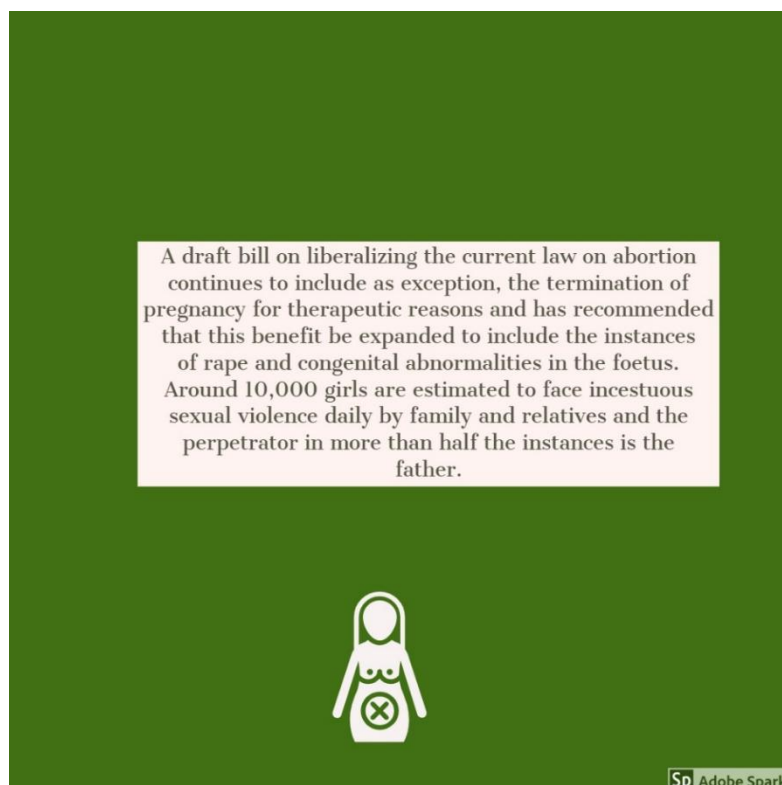 A draft bill on liberalizing the current law on abortion
continues to include as exception, the termination of
pregnancy for therapeutic reasons and has recommended
that this benefit be expanded to include the instances
of rape and congenital abnormalities in the foetus.
Around 10,000 girls are estimated to face incestuous
sexual violence daily by family and relatives and the
perpetrator in more than half the instances is the
father.
Sp Adobe Spark